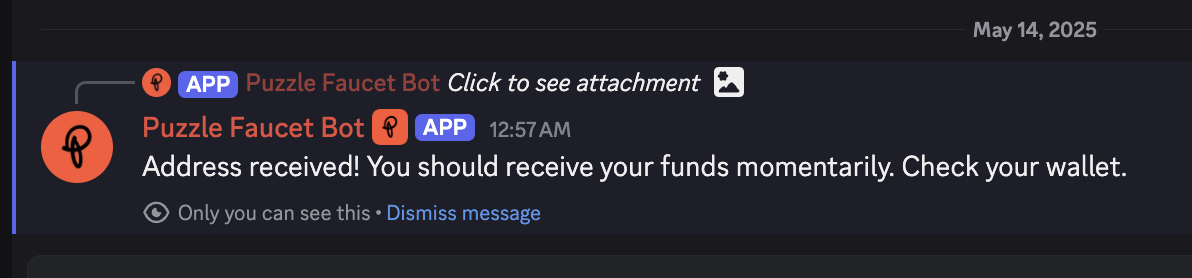 May 14, 2025
APP Puzzle Faucet Bot Click to see attachment
Puzzle Faucet Bot APP 12:57 AM
Address received! You should receive your funds momentarily. Check your wallet.
Only you can see this • Dismiss message